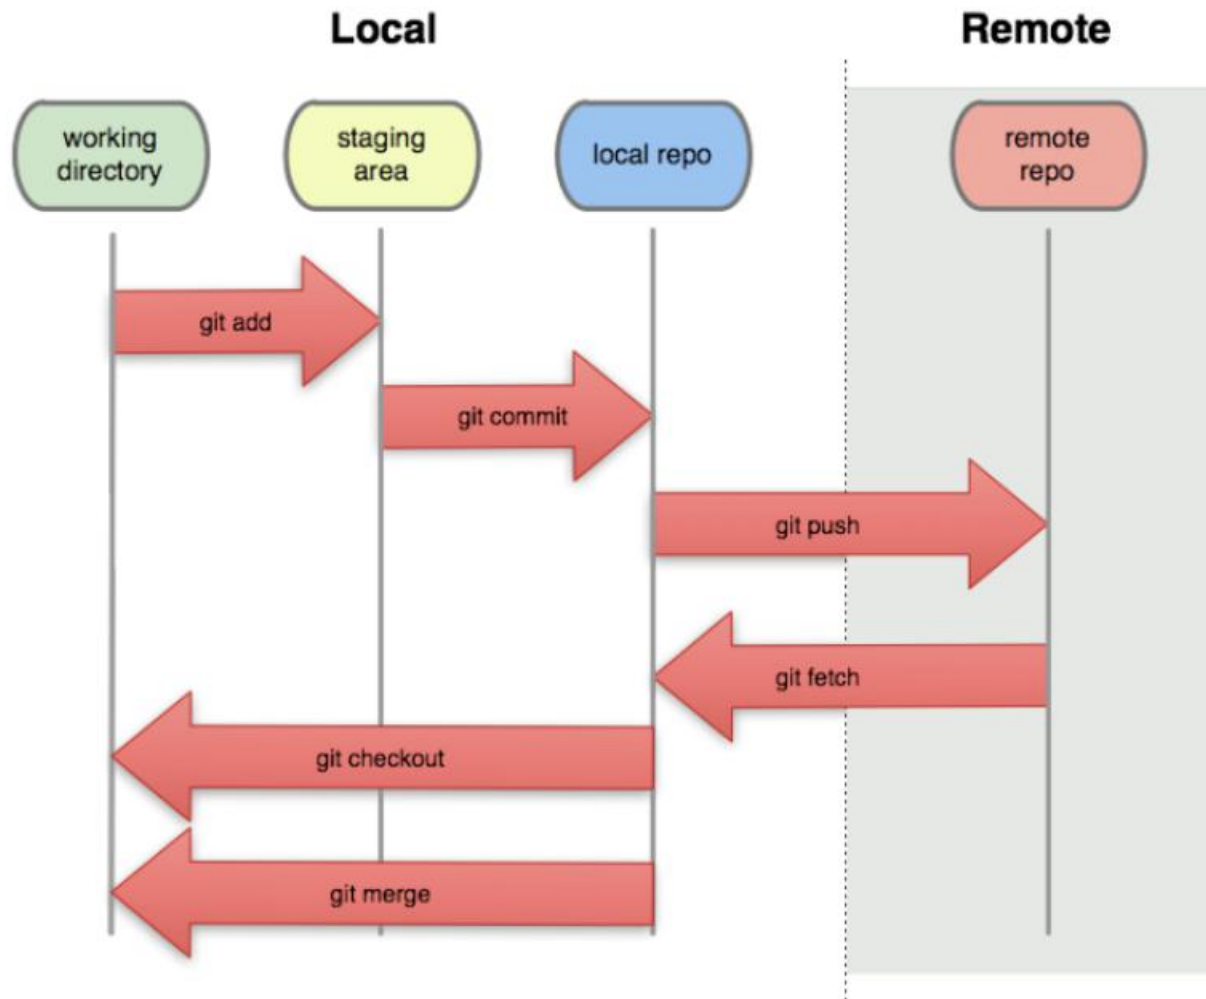 Local
Remote
working
directory
staging
area
local repo
remote
repo
git add
git commit
git push
git fetch
git checkout
git merge